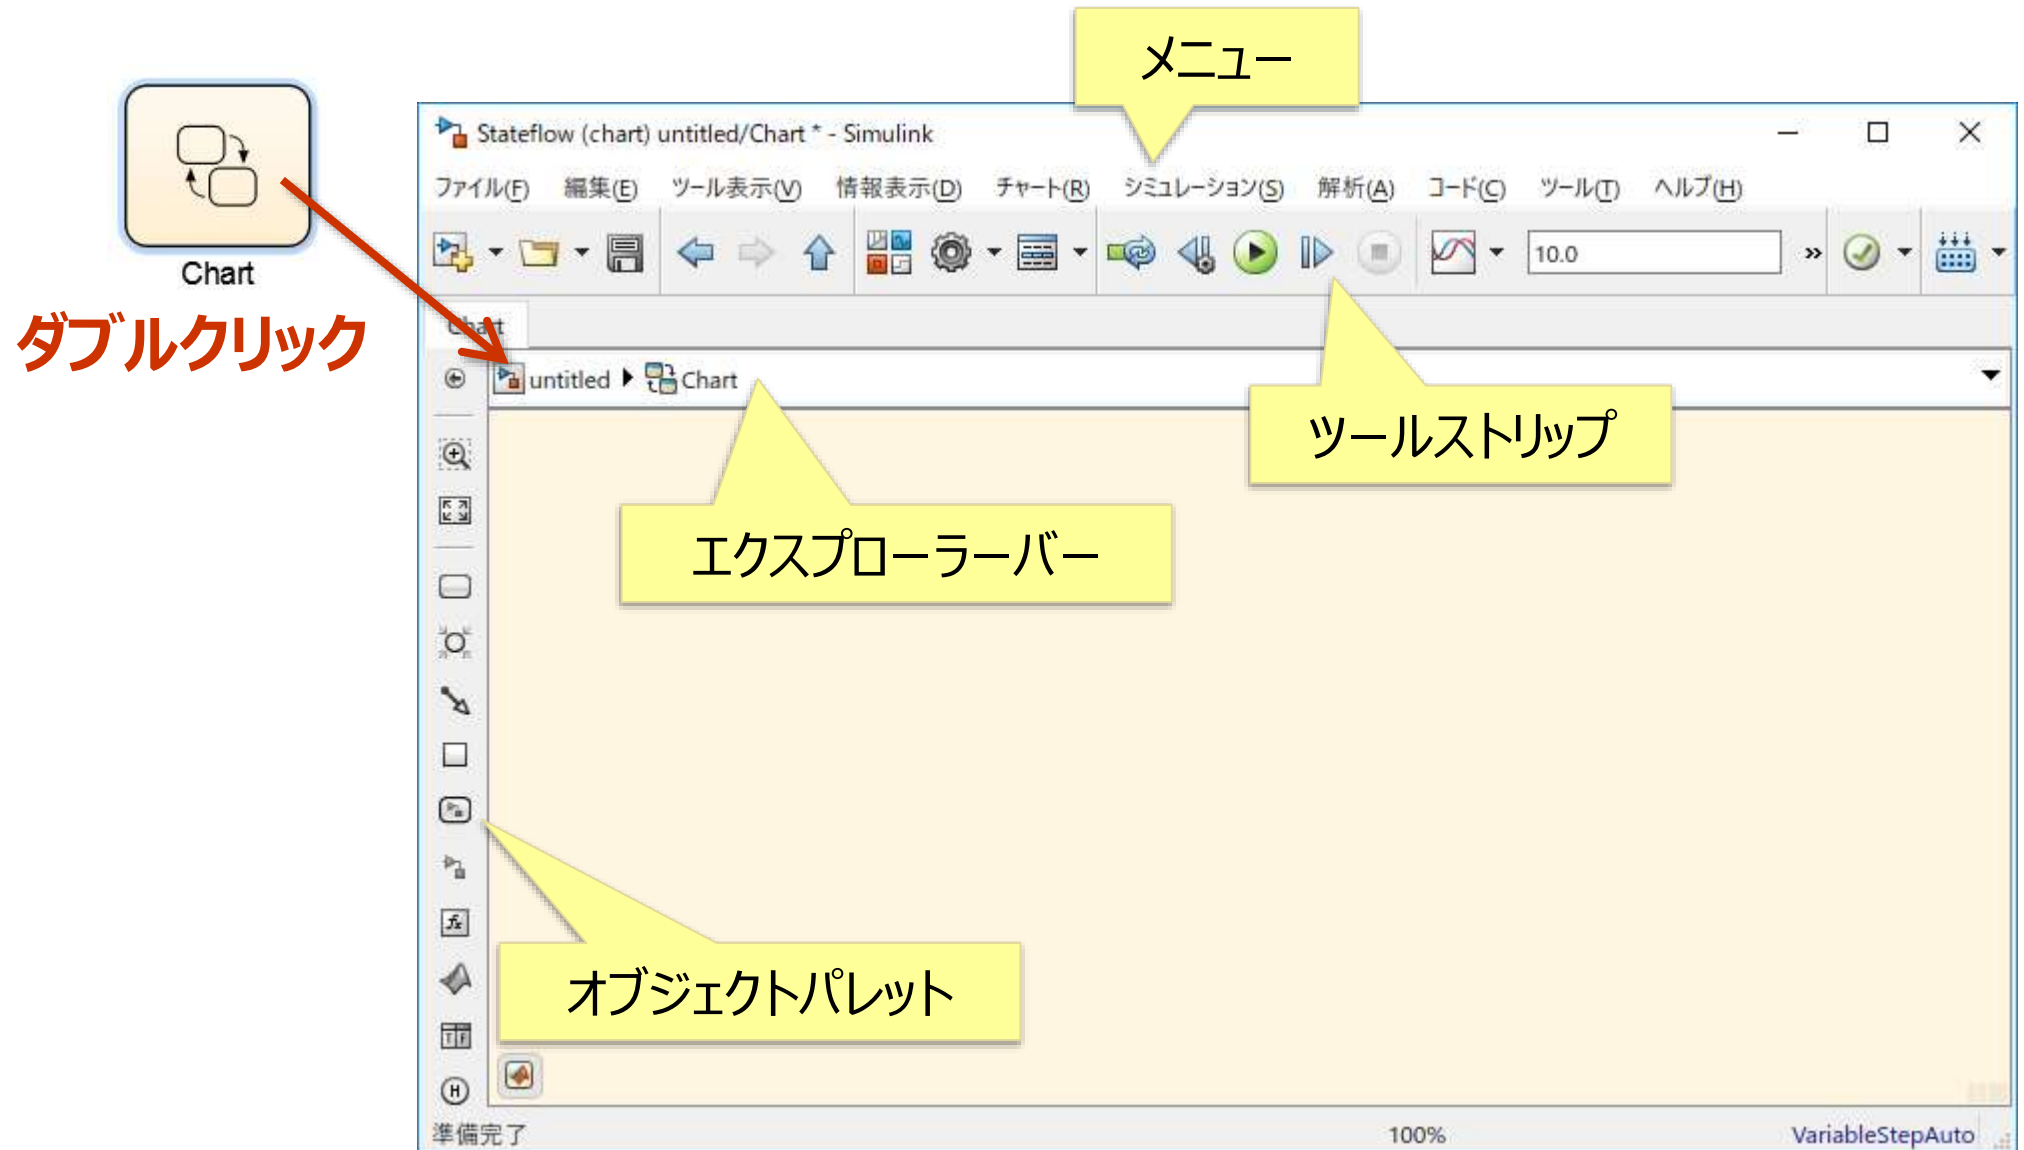 メニュー
Stateflow (chart) untitled/Chart * - Simulink
ファイル(F) 編集(E) ツール表示(V) 情報表示(D) チャート(R) シミュレーション(S) 解析(A) コード(C) ツール(T) ヘルプ(H)
10.0 »
Chart
ダブルクリック
Chart
untitled Chart
ツールストリップ
エクスプローラーバー
オブジェクトパレット
fx
T F
H
準備完了 100% VariableStepAuto